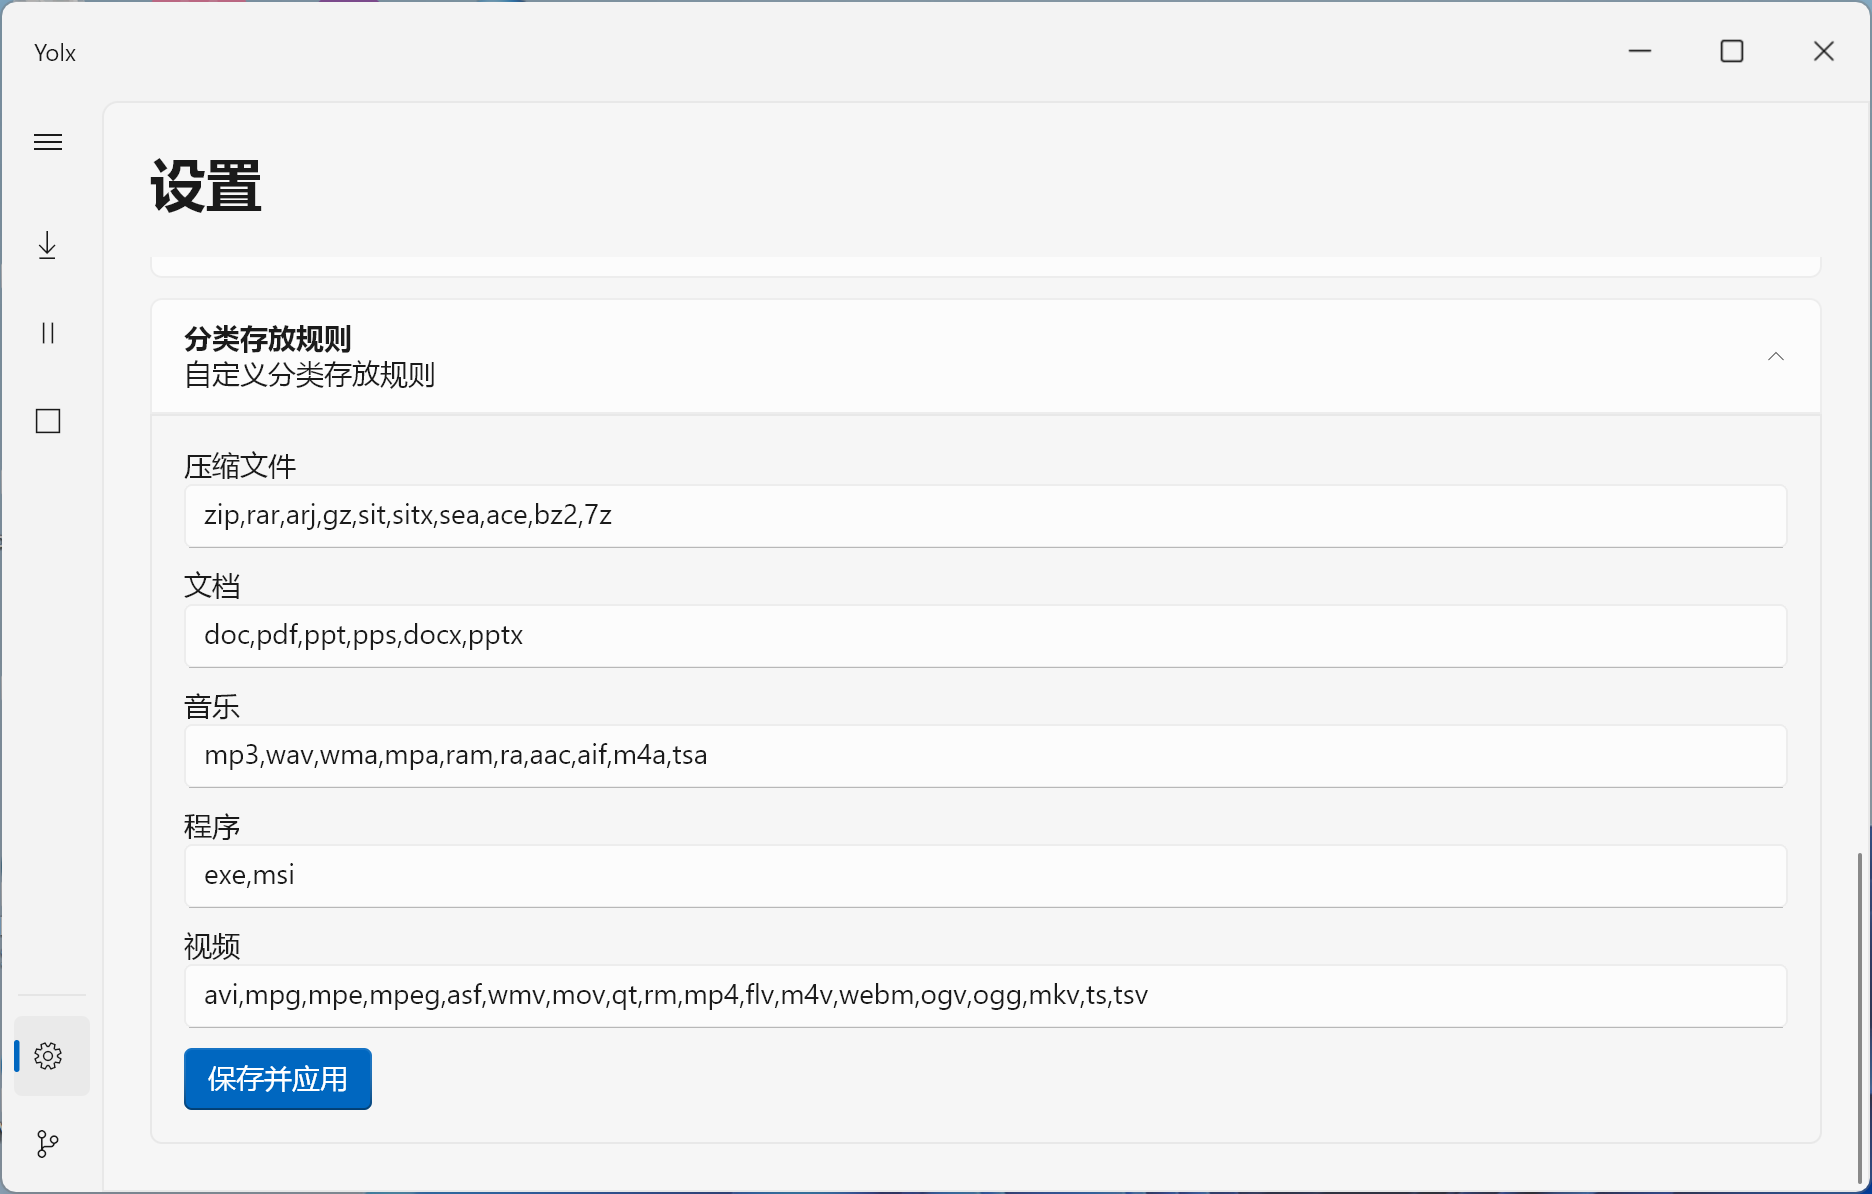 Yolx
设置
分类存放规则
自定义分类存放规则
压缩文件
zip,rar,arj,gz,sit,sitx,sea,ace,bz2,7z
文档
doc,pdf,ppt,pps,docx,pptx
音乐
mp3,wav,wma,mpa,ram,ra,aac,aif,m4a,tsa
程序
exe,msi
视频
avi,mpg,mpe,mpeg,asf,wmv,mov,qt,rm,mp4,flv,m4v,webm,ogv,ogg,mkv,ts,tsv
保存并应用